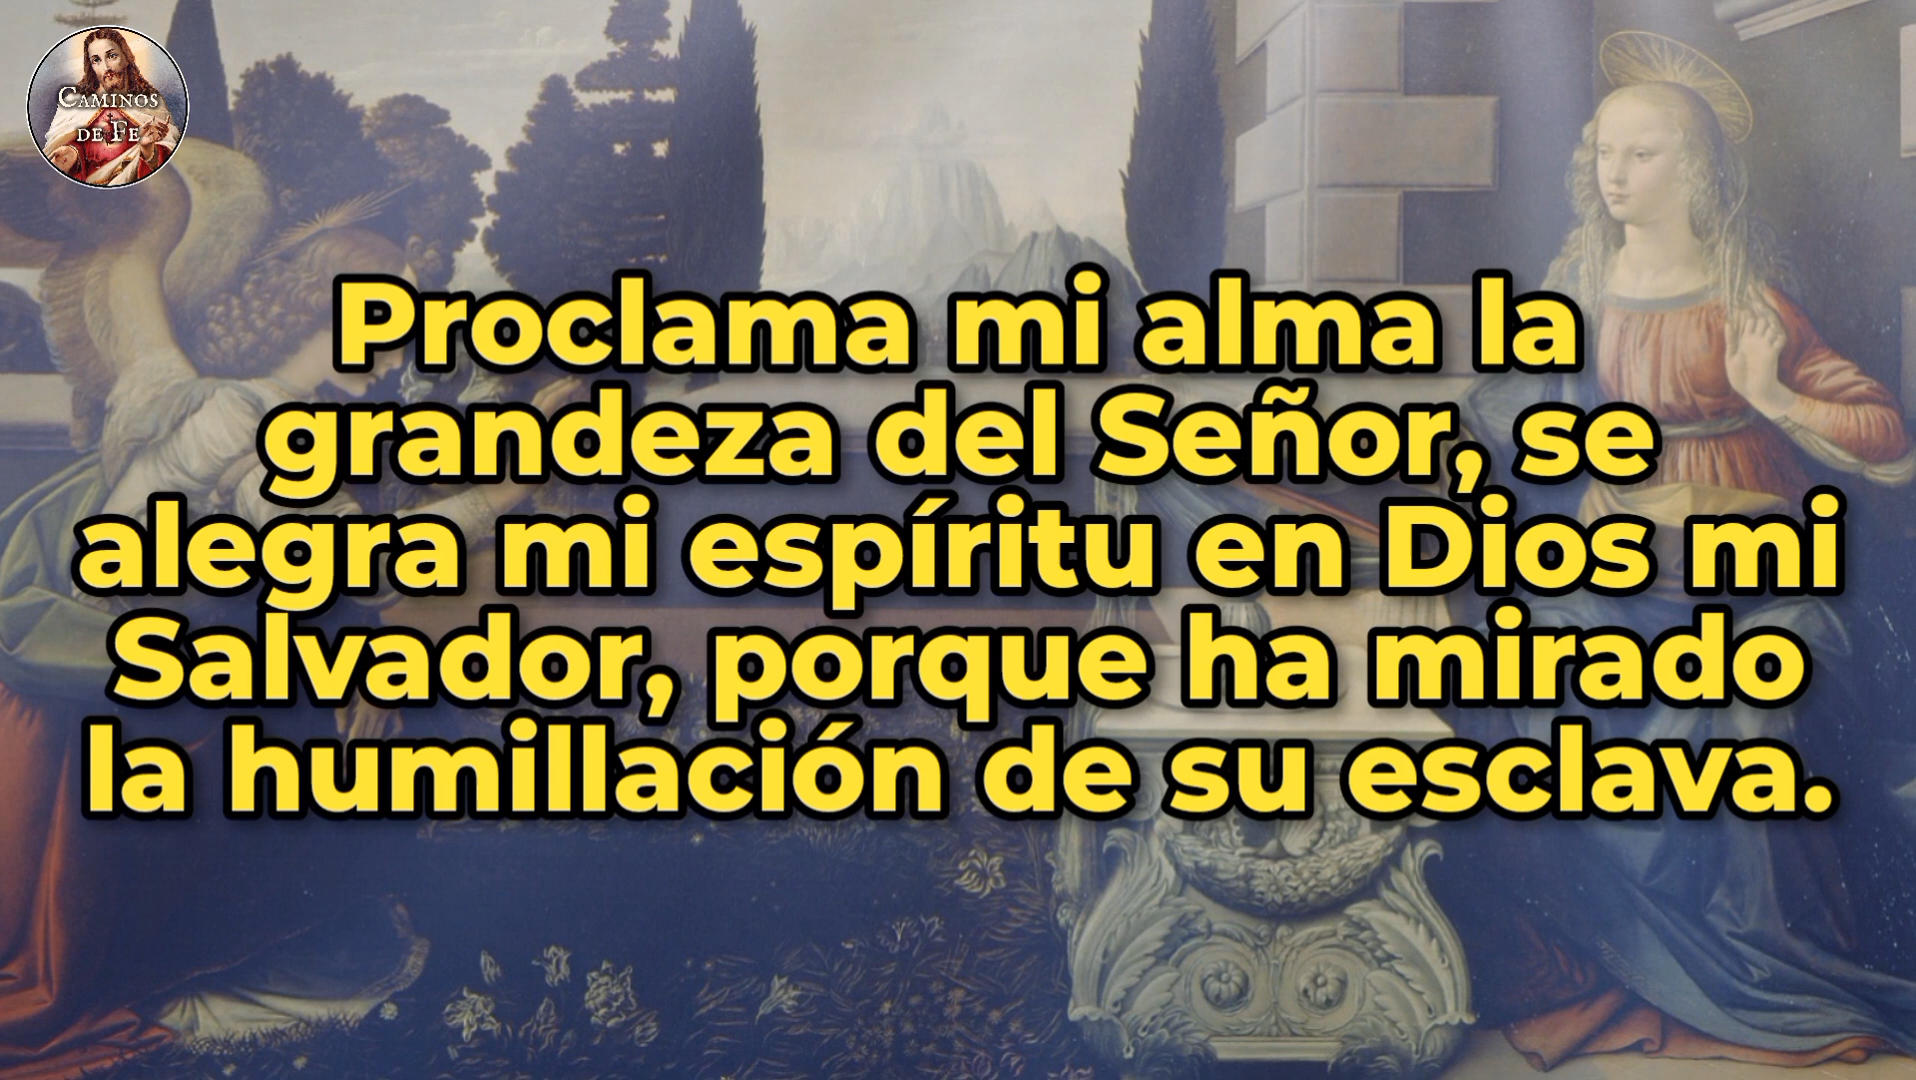 CAMINOS
DE FE
Proclama mi alma la
grandeza del Señor, se
alegra mi espíritu en Dios mi
Salvador, porque ha mirado
la humillación de su esclava.